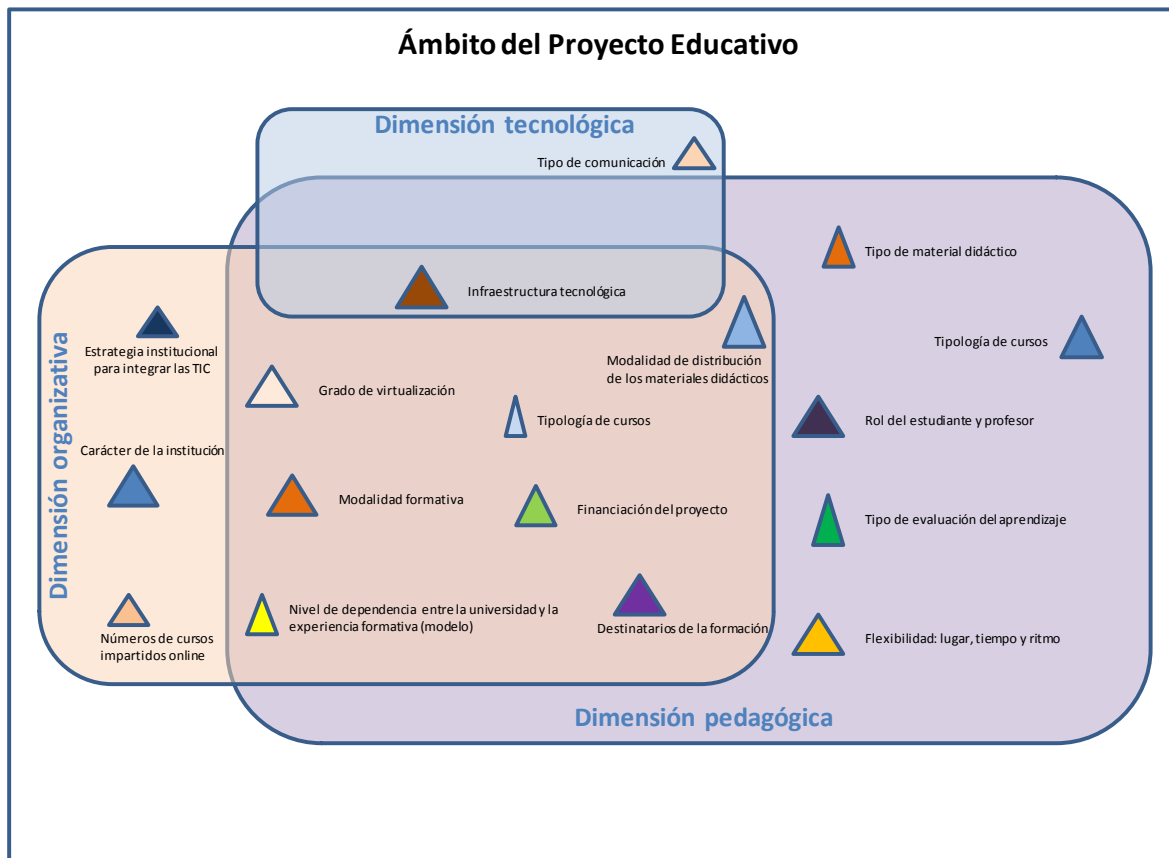 Ámbito del Proyecto Educativo
Dimensión tecnológica
Tipo de comunicación
Tipo de material didáctico
Infraestructura tecnológica
Estrategia institucional
para integrar las TIC
Modalidad de distribución
de los materiales didácticos
Tipología de cursos
Grado de virtualización
Tipología de cursos
Rol del estudiante y profesor
Dimensión organizativa
Carácter de la institución
Modalidad formativa
Financiación del proyecto
Tipo de evaluación del aprendizaje
Números de cursos
impartidos online
Nivel de dependencia entre la universidad y la
experiencia formativa (modelo)
Destinatarios de la formación
Flexibilidad: lugar, tiempo y ritmo
Dimensión pedagógica